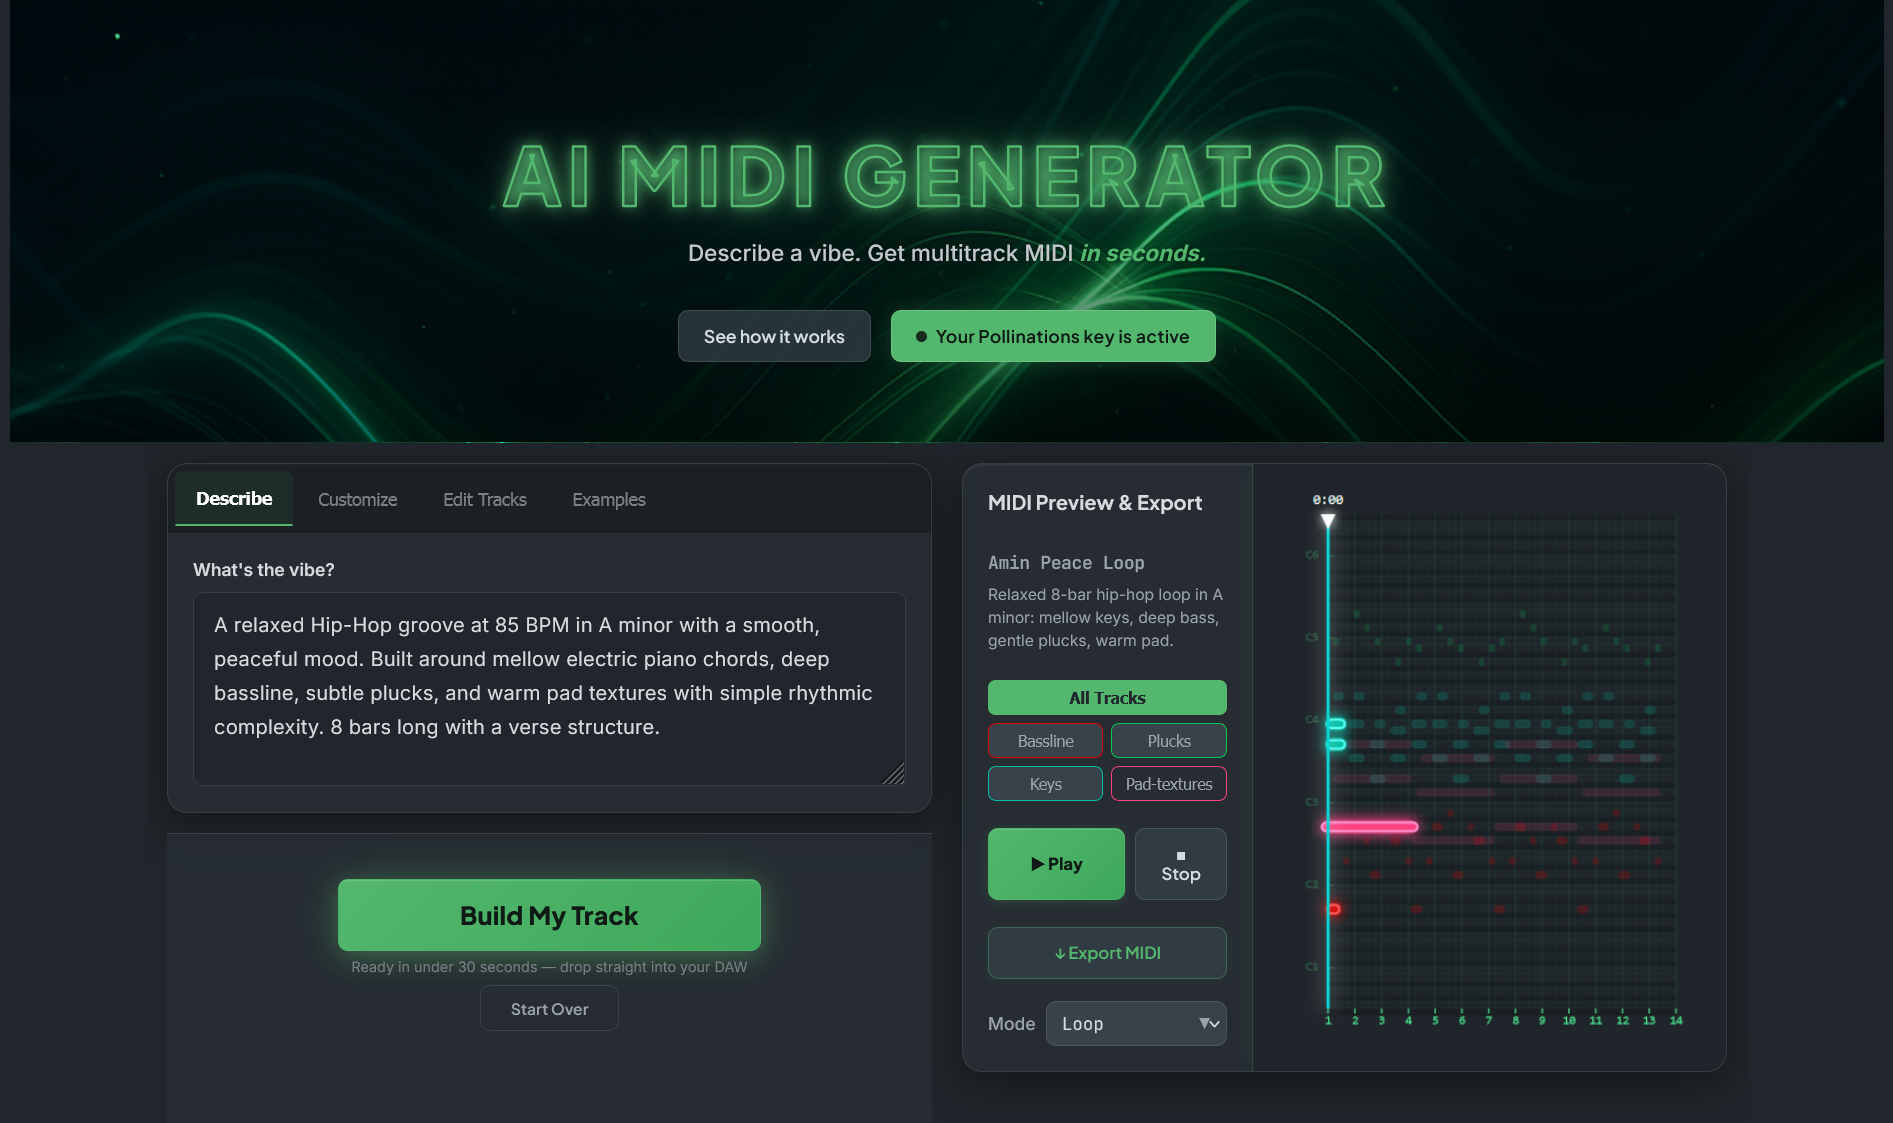 AI MIDI GENERATOR
Describe a vibe. Get multitrack MIDI in seconds.
See how it works
Your Pollinations key is active
Describe
Customize
Edit Tracks
Examples
What's the vibe?
A relaxed Hip-Hop groove at 85 BPM in A minor with a smooth,
peaceful mood. Built around mellow electric piano chords, deep
bassline, subtle plucks, and warm pad textures with simple rhythmic
complexity. 8 bars long with a verse structure.
Build My Track
Ready in under 30 seconds — drop straight into your DAW
Start Over
MIDI Preview & Export
Amin Peace Loop
Relaxed 8-bar hip-hop loop in A
minor: mellow keys, deep bass,
gentle plucks, warm pad.
All Tracks
Bassline
Plucks
Keys
Pad-textures
▶ Play
■
Stop
↓ Export MIDI
Mode
Loop
0:00
C6
C5
C4
C3
C2
C1
1 2 3 4 5 6 7 8 9 10 11 12 13 14